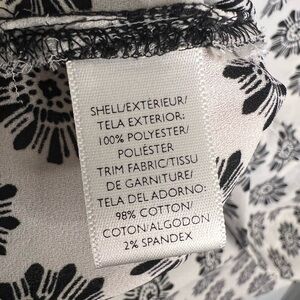 SHELL/EXTÉRIEUR/
TELA EXTERIOR:
100% POLYESTER/
POLIÉSTER
TRIM FABRIC/TISSU
DE GARNITURE/
TELA DEL ADORNO:
98% COTTON/
COTON/ALGODON
2% SPANDEX